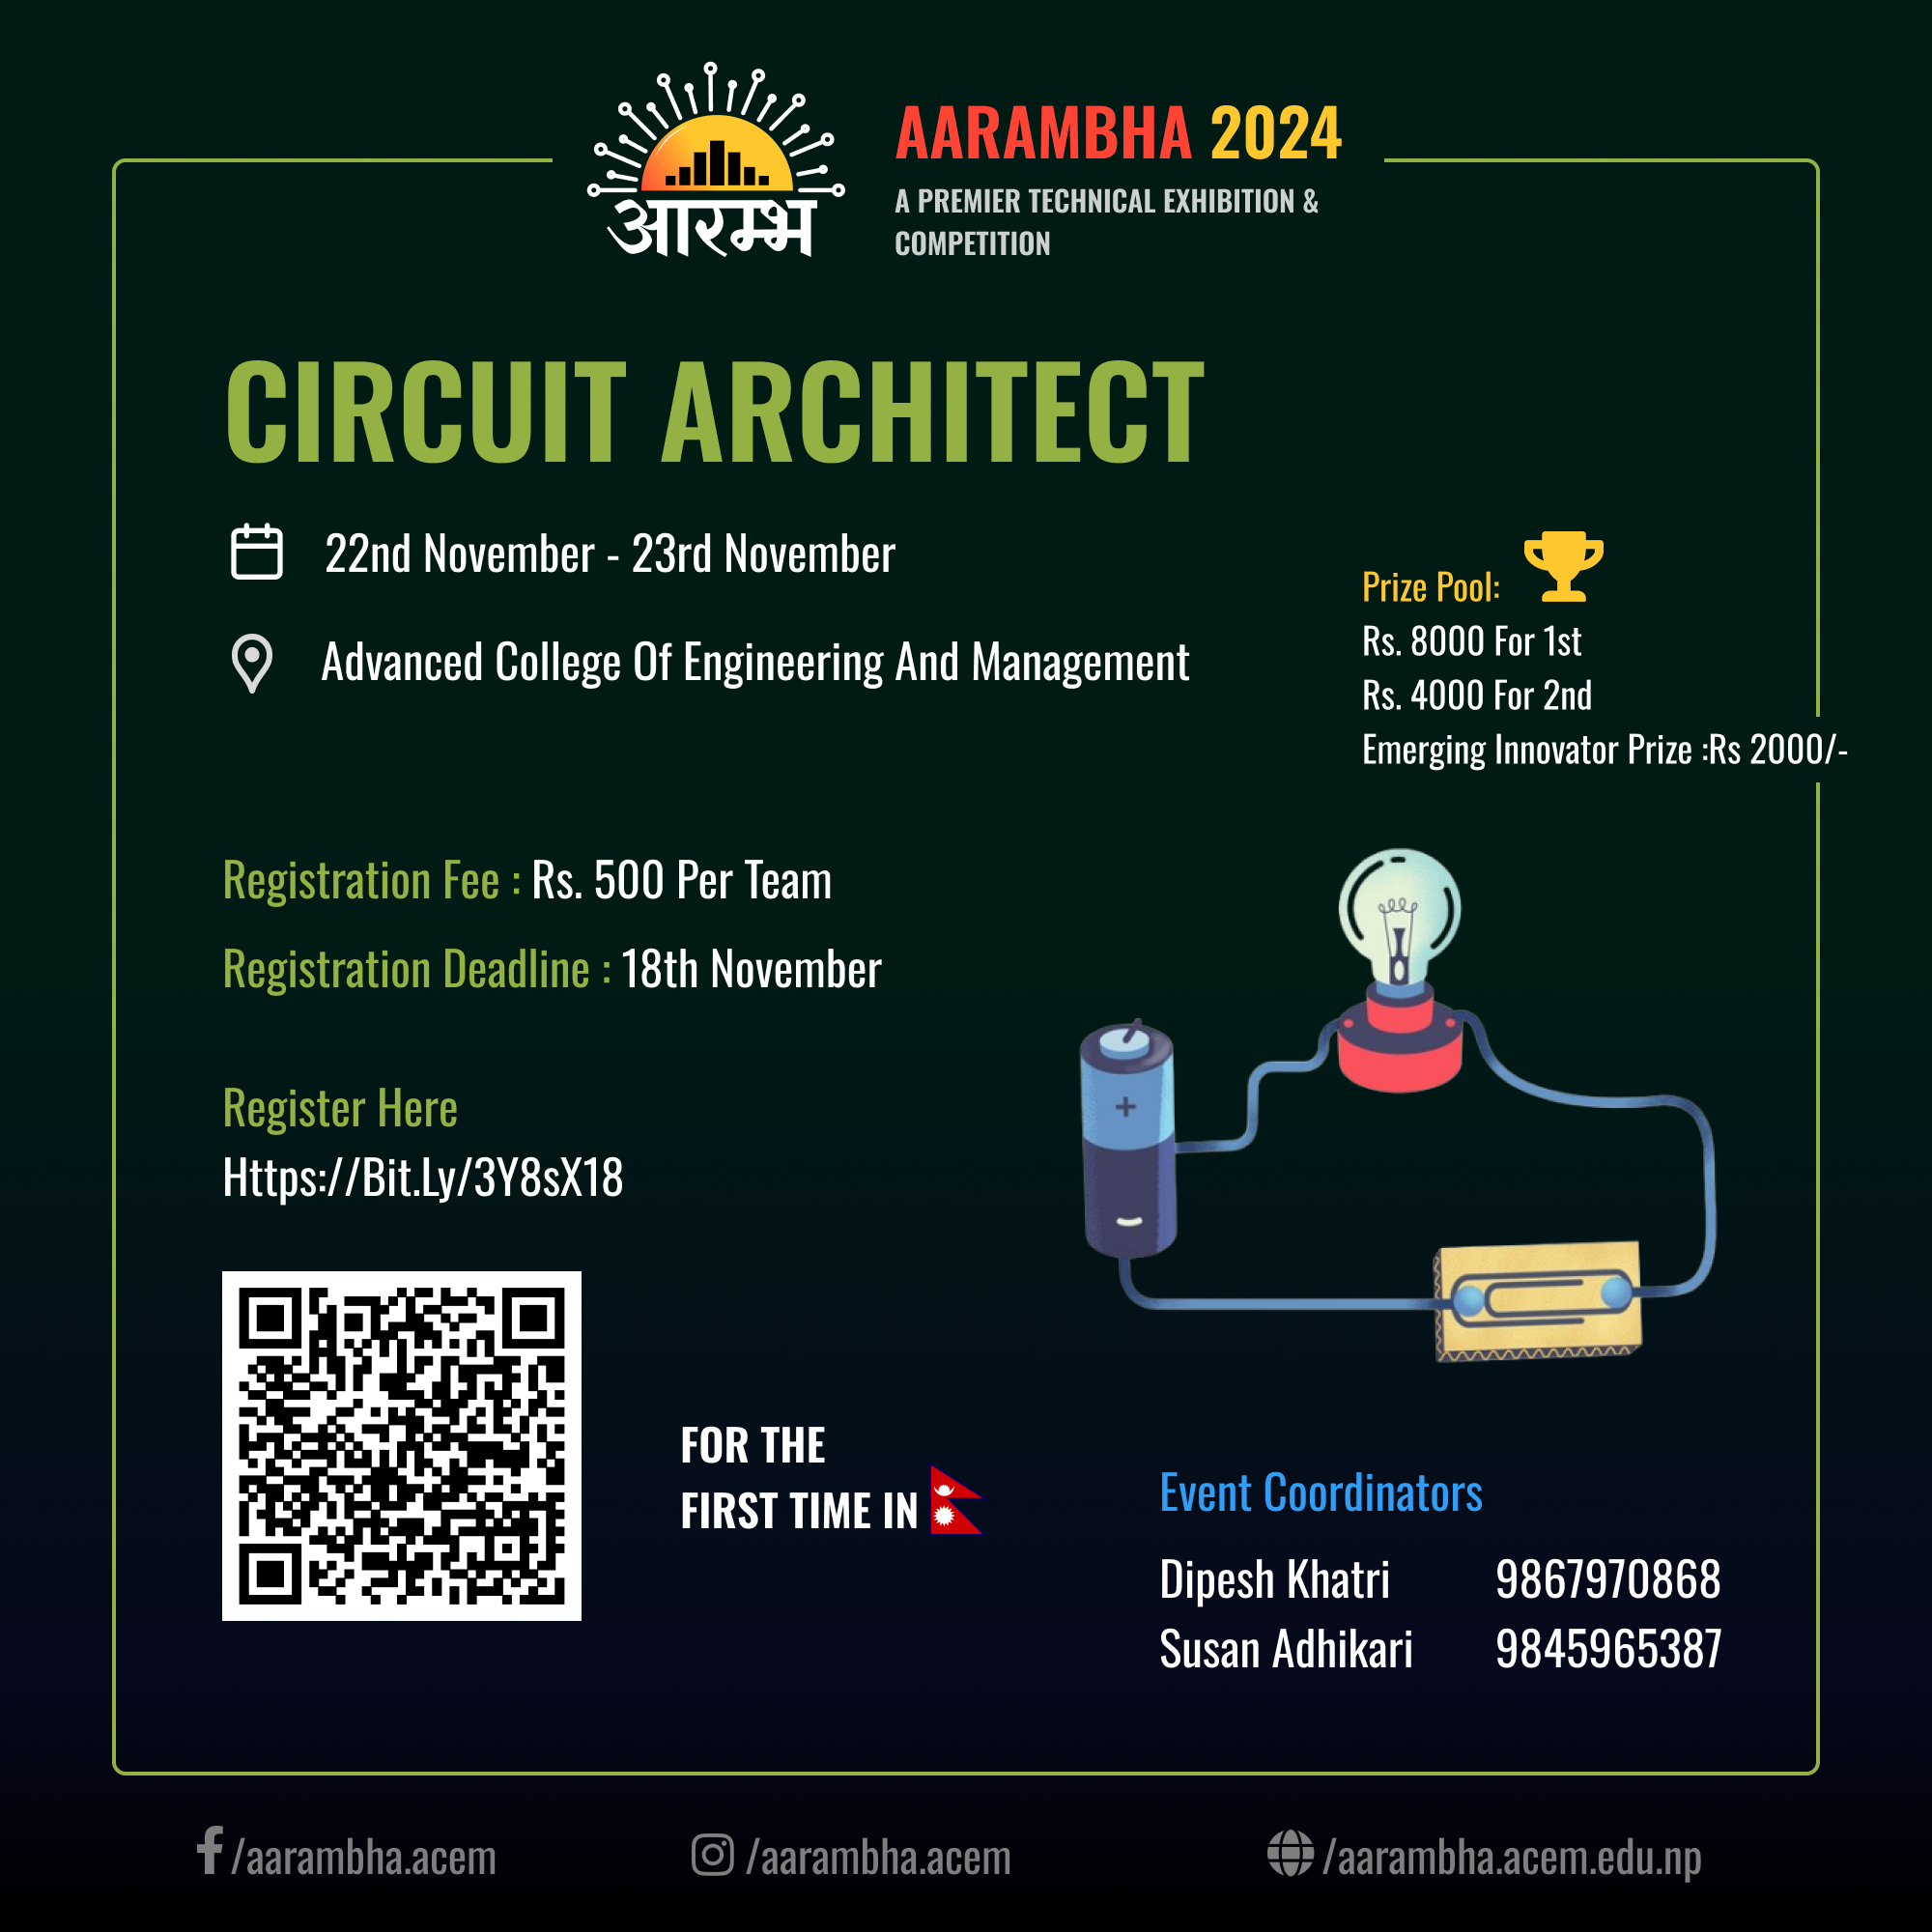 आरम्भ
AARAMBHA 2024
A PREMIER TECHNICAL EXHIBITION &
COMPETITION
CIRCUIT ARCHITECT
22nd November - 23rd November
Advanced College Of Engineering And Management
Prize Pool:
Rs. 8000 For 1st
Rs. 4000 For 2nd
Emerging Innovator Prize :Rs 2000/-
Registration Fee : Rs. 500 Per Team
Registration Deadline : 18th November
Register Here
Https://Bit.Ly/3Y8sX18
+
-
FOR THE
FIRST TIME IN
Event Coordinators
Dipesh Khatri 9867970868
Susan Adhikari 9845965387
/aarambha.acem
/aarambha.acem
/aarambha.acem.edu.np